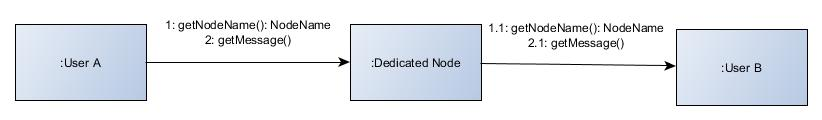 1: getNodeName(): NodeName
2: getMessage()
1.1: getNodeName(): NodeName
2.1: getMessage()
:User A
:Dedicated Node
:User B